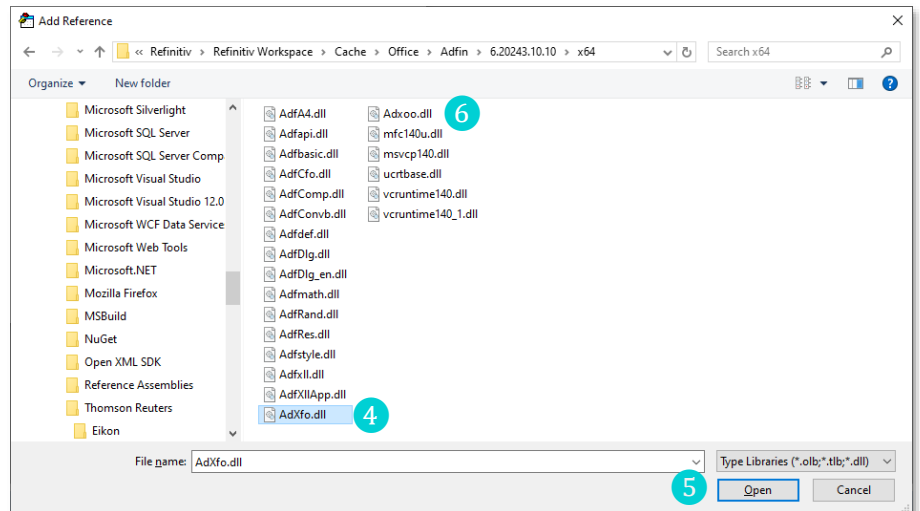 Add Reference
« Refinitiv › Refinitiv Workspace › Cache › Office › Adfin › 6.20243.10.10 › x64
Search x64
Organize New folder
Microsoft Silverlight
Microsoft SQL Server
Microsoft SQL Server Comp
Microsoft Visual Studio
Microsoft Visual Studio 12.0
Microsoft WCF Data Service
Microsoft Web Tools
Microsoft.NET
Mozilla Firefox
MSBuild
NuGet
Open XML SDK
Reference Assemblies
Thomson Reuters
Eikon
AdfA4.dll
Adfapi.dll
Adfbasic.dll
AdfCfo.dll
AdfComp.dll
AdfConvb.dll
Adfdef.dll
AdfDlg.dll
AdfDlg_en.dll
Adfmath.dll
AdfRand.dll
AdfRes.dll
Adfstyle.dll
Adfxll.dll
AdfXllApp.dll
AdXfo.dll 4
Adxoo.dll 6
mfc140u.dll
msvcp140.dll
ucrtbase.dll
vcruntime140.dll
vcruntime140_1.dll
File name: AdXfo.dll
Type Libraries (*.olb;*.tlb;*.dll)
5 Open Cancel